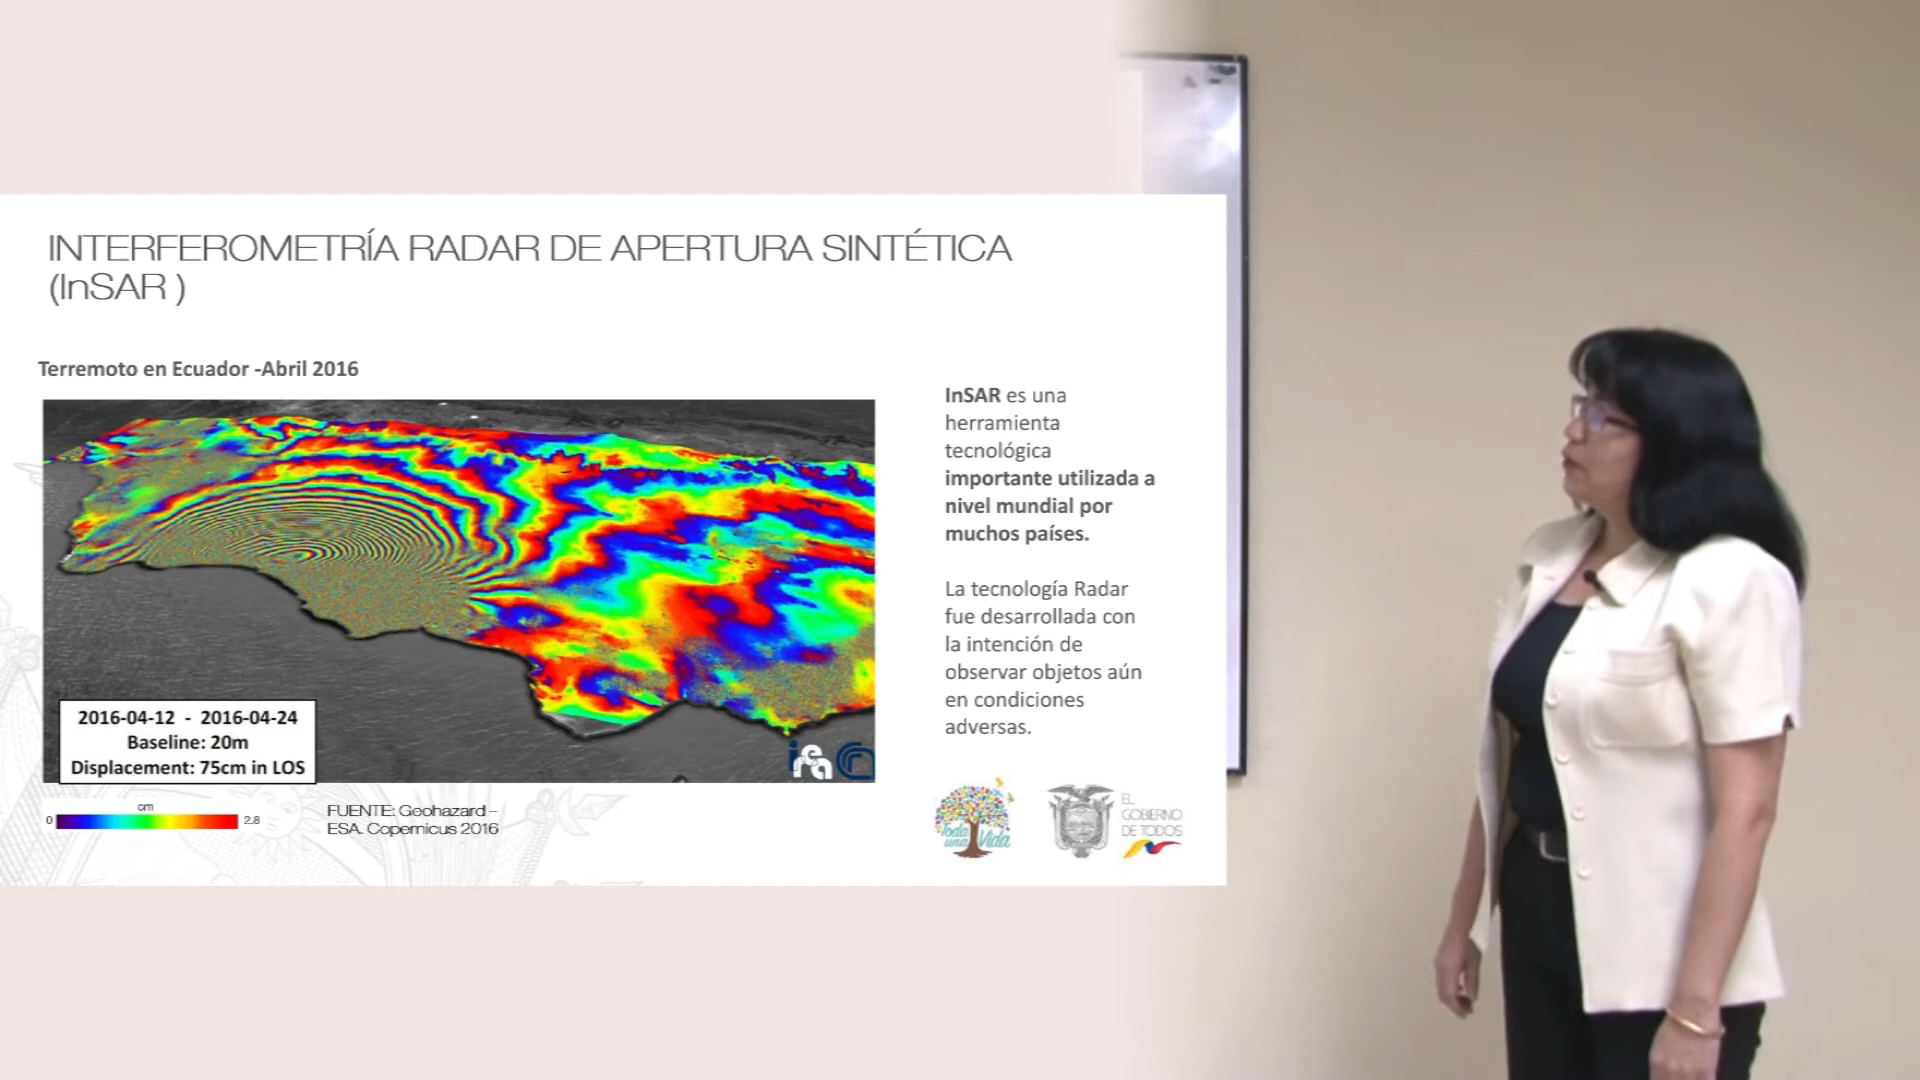 INTERFEROMETRÍA RADAR DE APERTURA SINTÉTICA
(InSAR )
Terremoto en Ecuador -Abril 2016
InSAR es una
herramienta
tecnológica
importante utilizada a
nivel mundial por
muchos países.
La tecnología Radar
fue desarrollada con
la intención de
observar objetos aún
en condiciones
adversas.
2016-04-12 - 2016-04-24
Baseline: 20m
Displacement: 75cm in LOS
cm
0
2.8
FUENTE: Geohazard –
ESA. Copernicus 2016
irea
Toda
una Vida
EL
GOBIERNO
DE TODOS